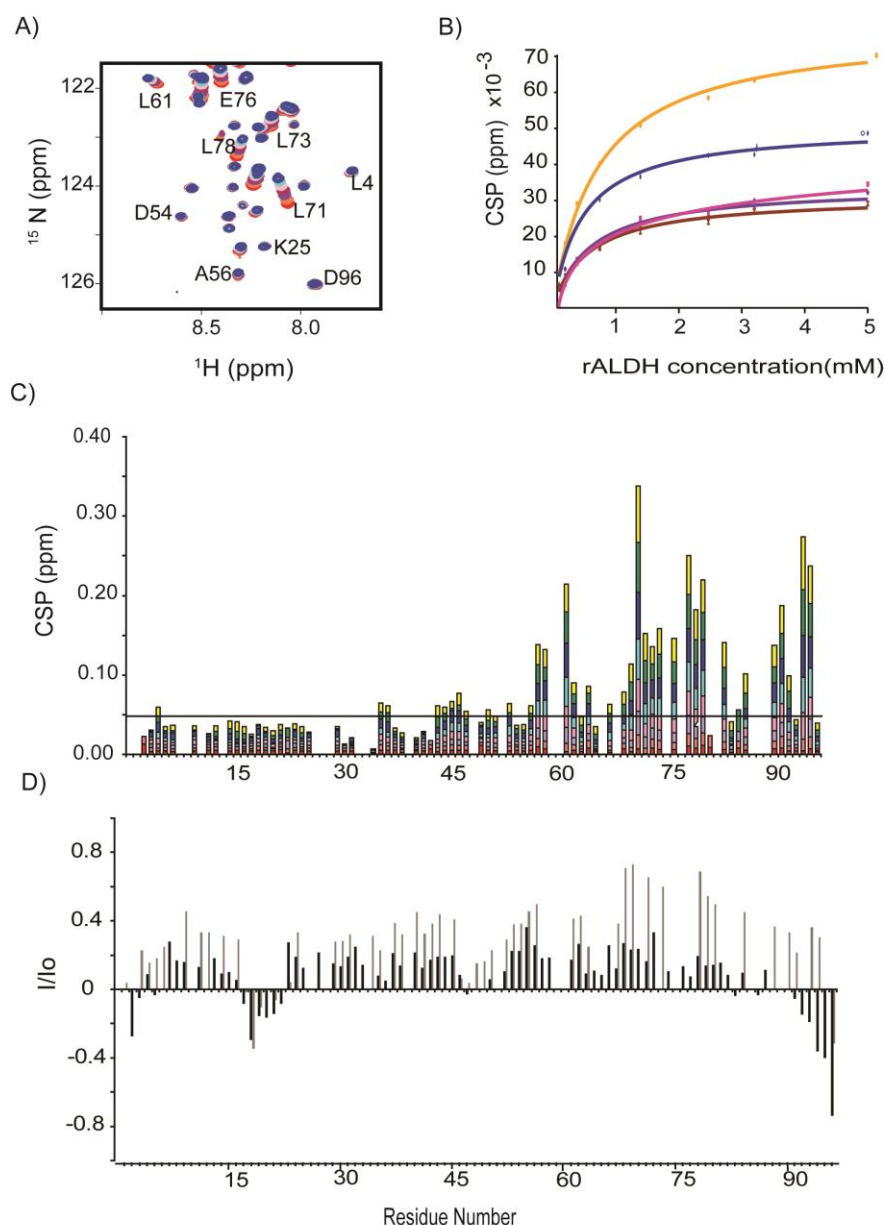 A)
122
124
126
¹⁵N (ppm)
L61
E76
L78
L73
L4
D54
L71
K25
A56
D96
8.5
8.0
¹H (ppm)
B)
70
x10⁻³
60
50
40
30
20
10
CSP (ppm)
1
2
3
4
5
rALDH concentration(mM)
C)
0.40
0.30
0.20
0.10
0.00
CSP (ppm)
15
30
45
60
75
90
D)
0.8
0.4
0
-0.4
-0.8
I/Io
15
30
45
60
75
90
Residue Number